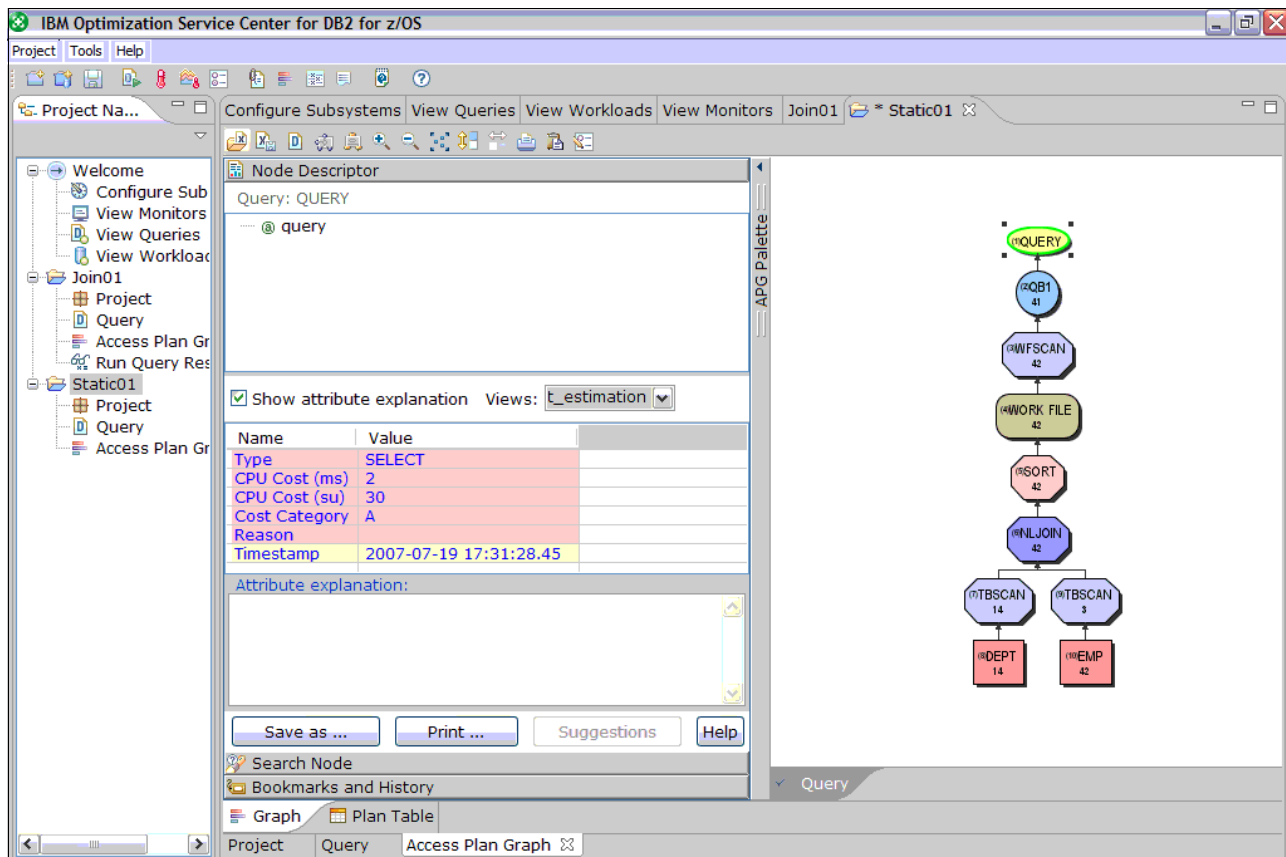 IBM Optimization Service Center for DB2 for z/OS
Project Tools Help
Project Na...
Configure Subsystems View Queries View Workloads View Monitors Join01 * Static01
Welcome
Configure Sub
View Monitors
View Queries
View Workloac
Join01
Project
Query
Access Plan Gr
Run Query Res
Static01
Project
Query
Access Plan Gr
Node Descriptor
Query: QUERY
query
Show attribute explanation Views: t_estimation
Name Value
Type SELECT
CPU Cost (ms) 2
CPU Cost (su) 30
Cost Category A
Reason
Timestamp 2007-07-19 17:31:28.45
Attribute explanation:
Save as ... Print ... Suggestions Help
Search Node
Bookmarks and History
Graph Plan Table
Project Query Access Plan Graph
APG Palette
(1)QUERY
(2)QB1
41
(3)WFSCAN
42
(4)WORK FILE
42
(5)SORT
42
(6)NLJOIN
42
(7)TBSCAN
14
(9)TBSCAN
3
(8)DEPT
14
(10)EMP
42
Query